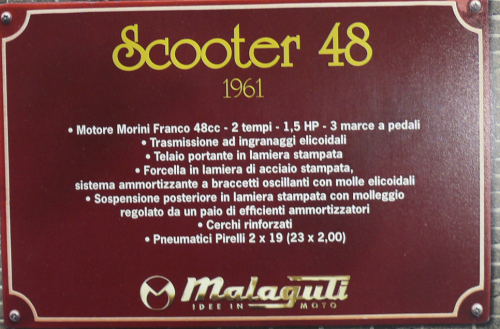 Scooter 48
1961
• Motore Morini Franco 48cc - 2 tempi - 1,5 HP - 3 marce a pedali
• Trasmissione ad ingranaggi elicoidali
• Telaio portante in lamiera stampata
• Forcella in lamiera di acciaio stampata,
sistema ammortizzante a braccetti oscillanti con molle elicoidali
• Sospensione posteriore in lamiera stampata con molleggio
regolato da un paio di efficienti ammortizzatori
• Cerchi rinforzati
• Pneumatici Pirelli 2 x 19 (23 x 2,00)
Malaguti
IDEE IN MOTO